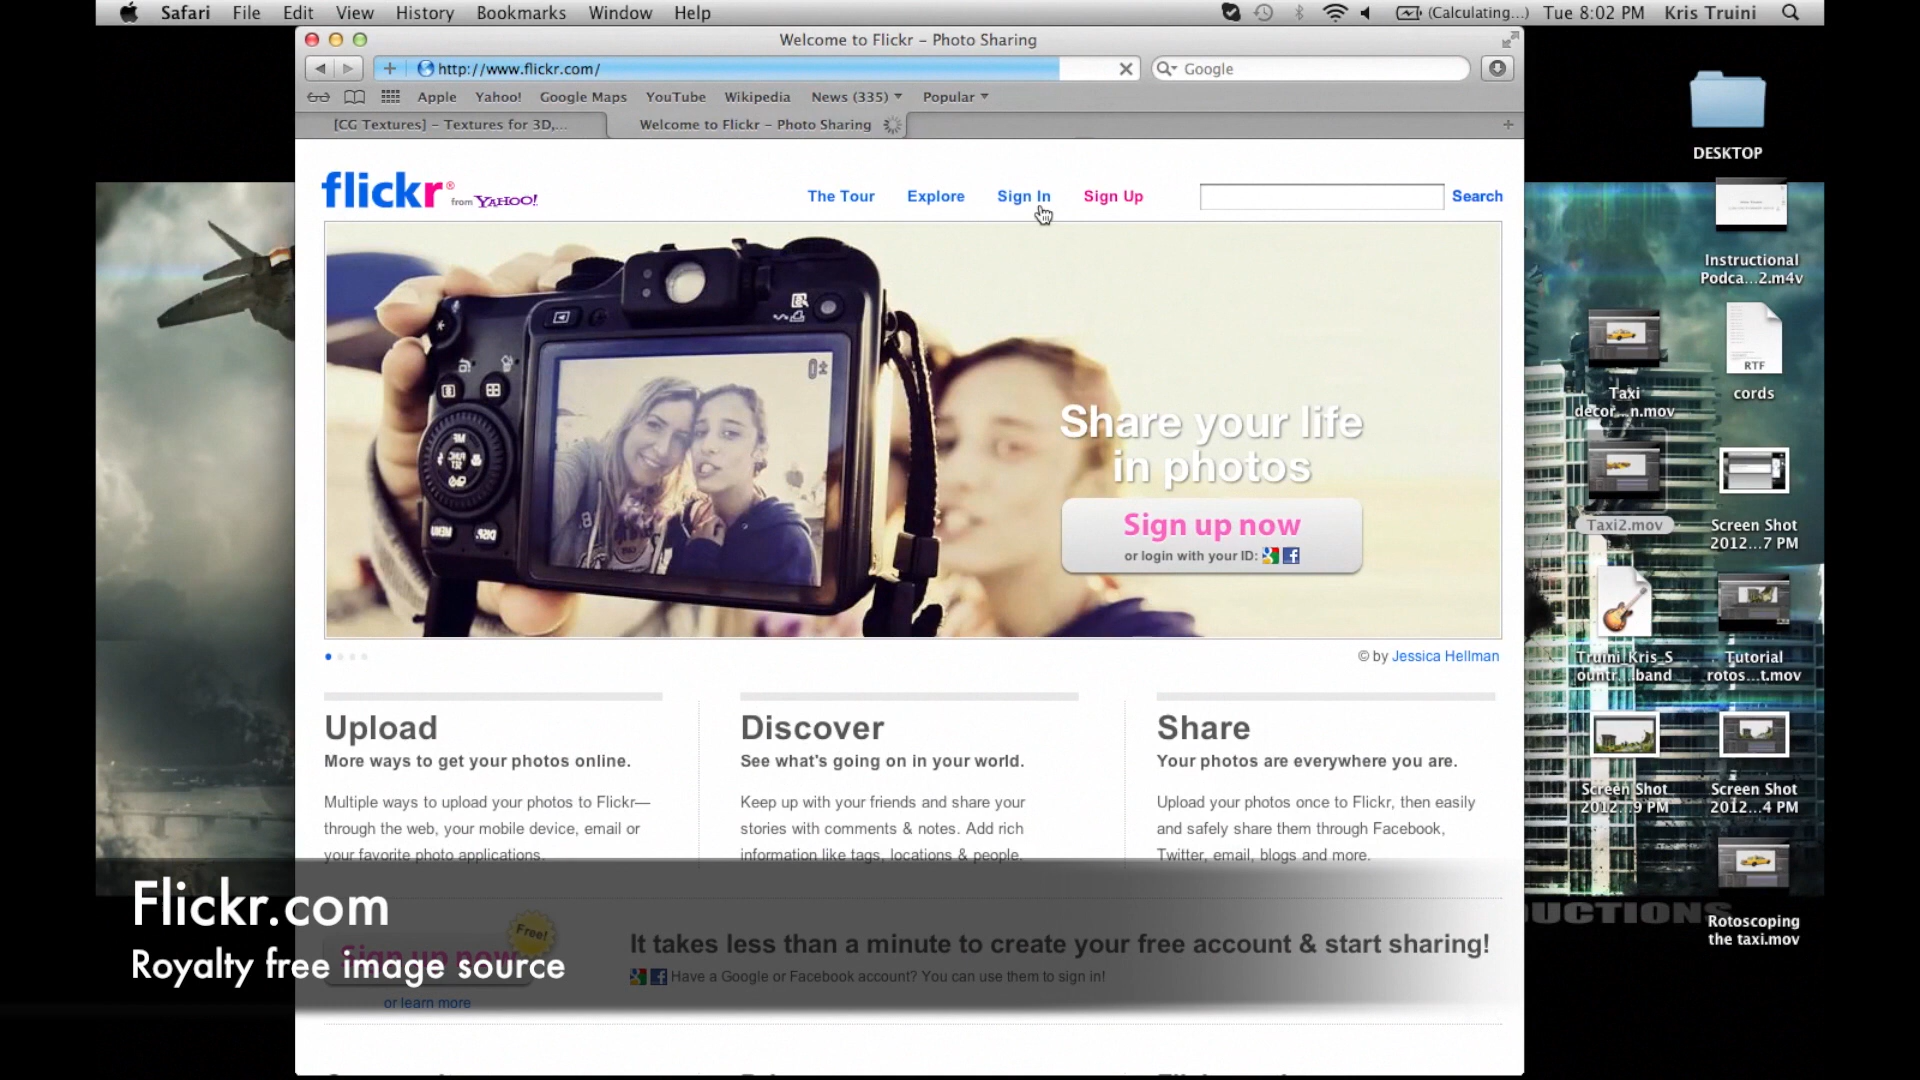 Safari File Edit View History Bookmarks Window Help (Calculating...) Tue 8:02 PM Kris Truini
Welcome to Flickr – Photo Sharing
http://www.flickr.com/ Google
Apple Yahoo! Google Maps YouTube Wikipedia News (335) Popular
[CG Textures] – Textures for 3D,... Welcome to Flickr – Photo Sharing
flickr® from YAHOO!
The Tour Explore Sign In Sign Up Search
Share your life
in photos
Sign up now
or login with your ID:
© by Jessica Hellman
Upload
More ways to get your photos online.
Multiple ways to upload your photos to Flickr—
through the web, your mobile device, email or
your favorite photo applications.
Discover
See what's going on in your world.
Keep up with your friends and share your
stories with comments & notes. Add rich
information like tags, locations & people.
Share
Your photos are everywhere you are.
Upload your photos once to Flickr, then easily
and safely share them through Facebook,
Twitter, email, blogs and more.
Sign up now
Free!
or learn more
It takes less than a minute to create your free account & start sharing!
Have a Google or Facebook account? You can use them to sign in!
Flickr.com
Royalty free image source
DESKTOP
Instructional
Podca...2.m4v
Taxi
decor...n.mov
RTF
cords
Taxi2.mov
Screen Shot
2012...7 PM
Truini_Kris_S
ountr...lband
Tutorial
rotos...t.mov
Screen Shot
2012...9 PM
Screen Shot
2012...4 PM
UCTIONS
Rotoscoping
the taxi.mov